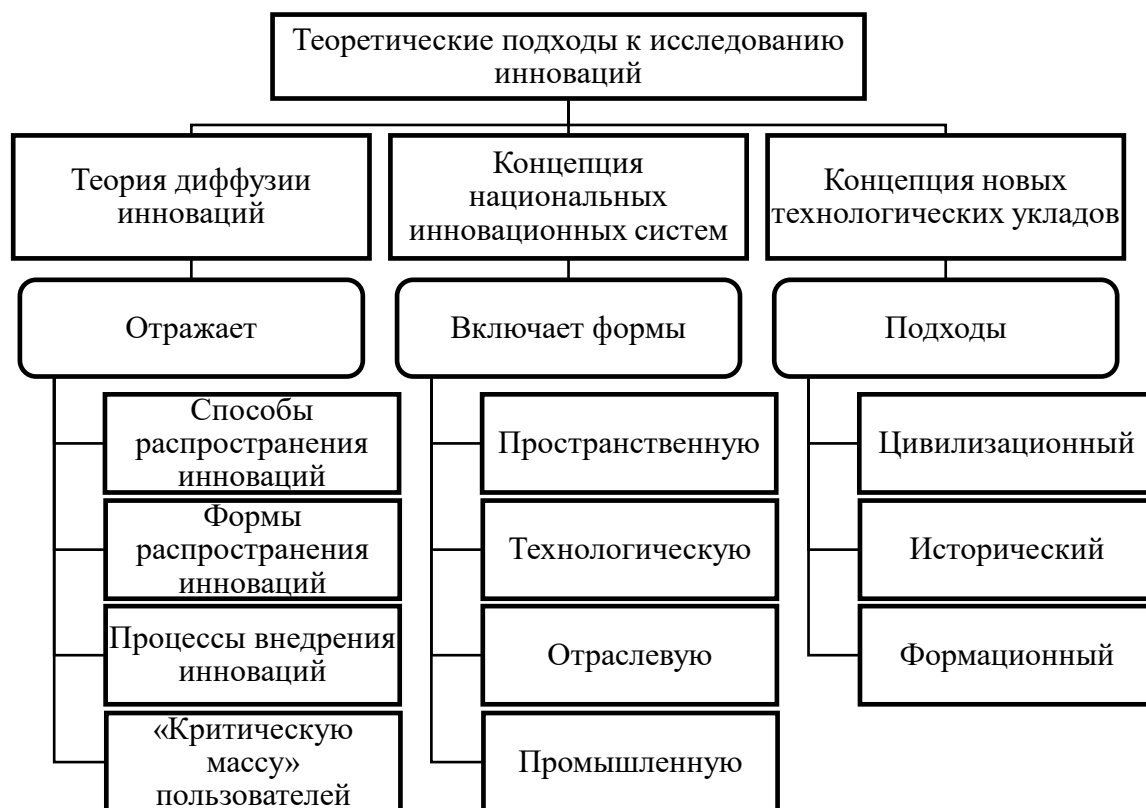 Теоретические подходы к исследованию
инноваций
Теория диффузии
инноваций
Концепция
национальных
инновационных систем
Концепция новых
технологических укладов
Отражает
Включает формы
Подходы
Способы
распространения
инноваций
Формы
распространения
инноваций
Процессы внедрения
инноваций
«Критическую
массу»
пользователей
Пространственную
Технологическую
Отраслевую
Промышленную
Цивилизационный
Исторический
Формационный